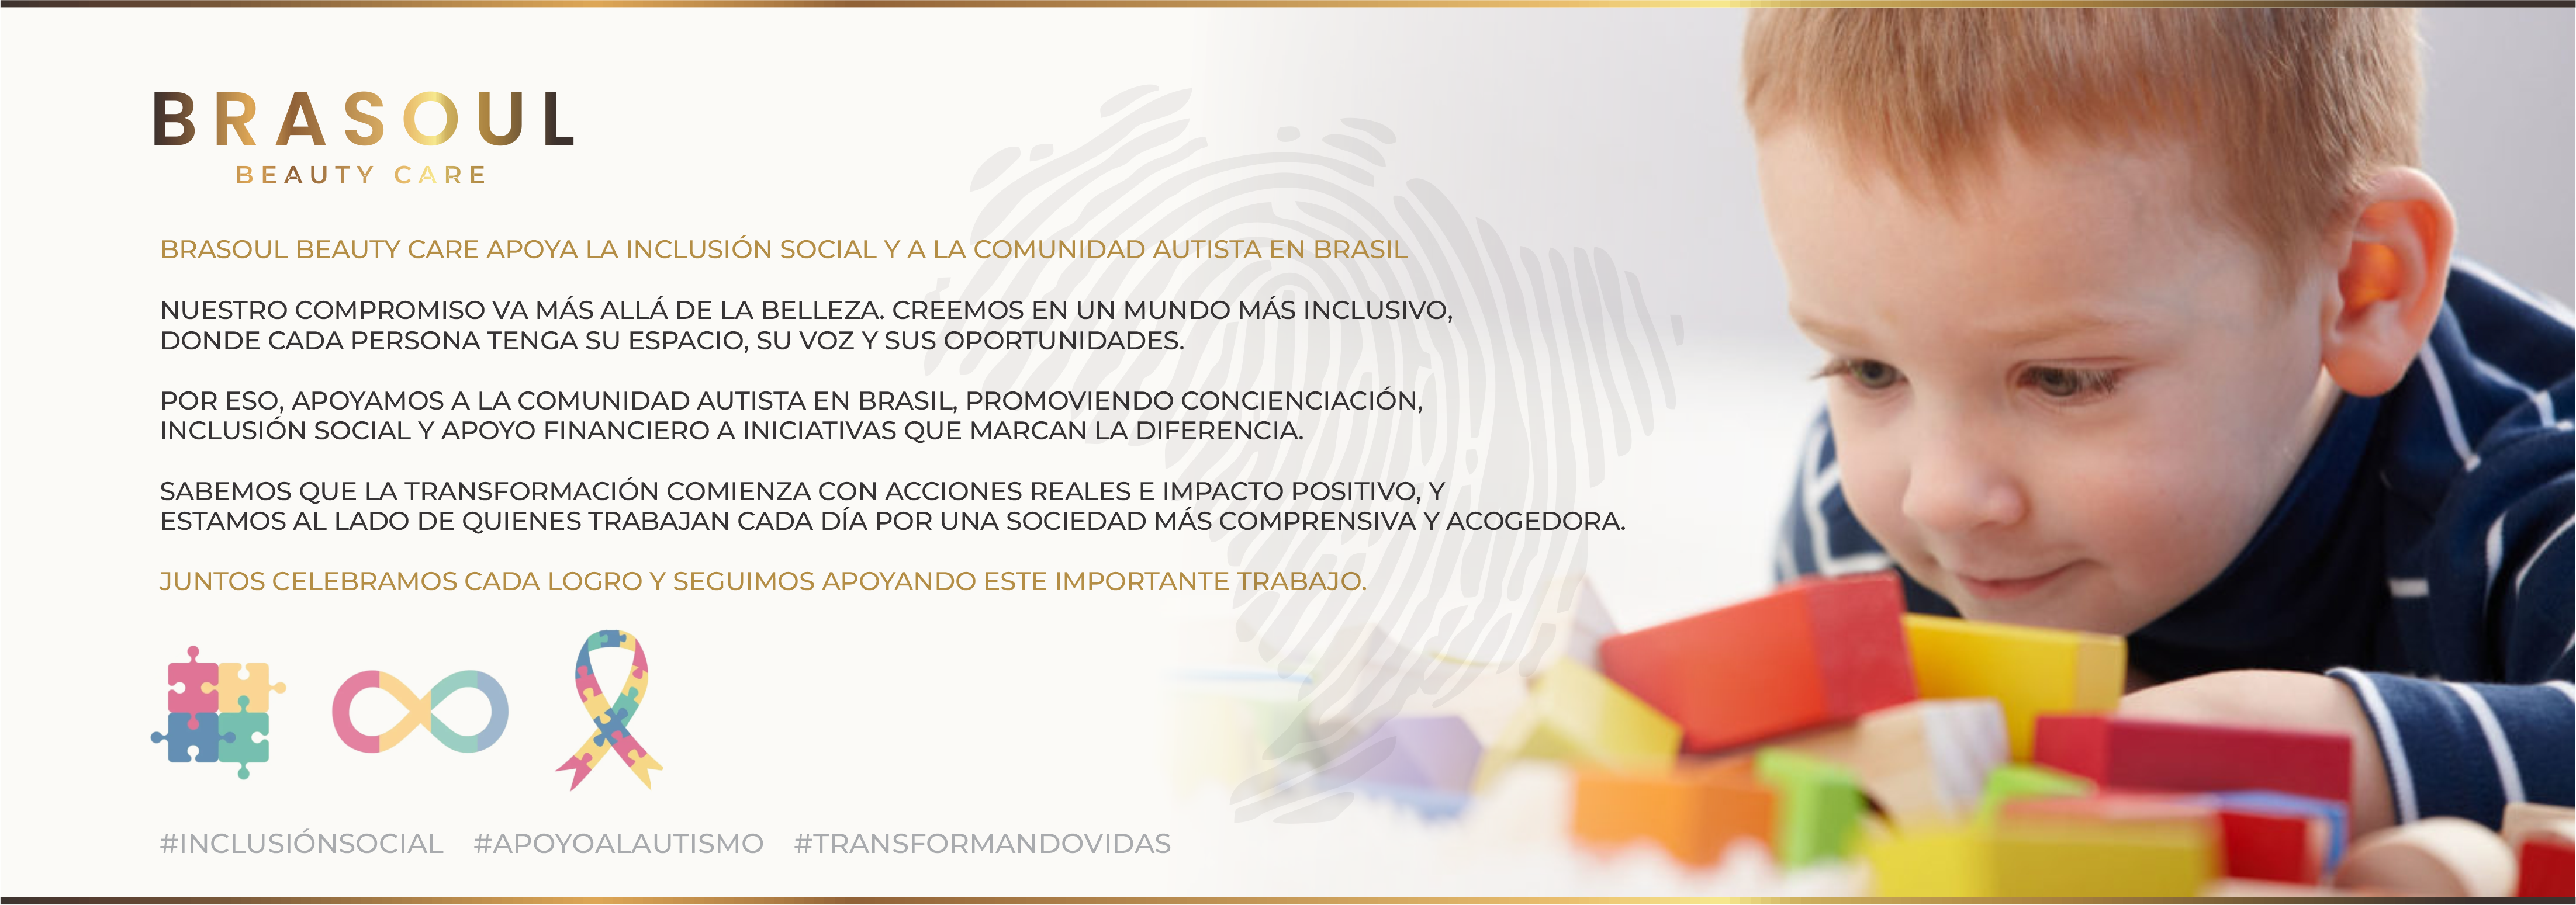 BRASOUL
BEAUTY CARE
BRASOUL BEAUTY CARE APOYA LA INCLUSIÓN SOCIAL Y A LA COMUNIDAD AUTISTA EN BRASIL
NUESTRO COMPROMISO VA MÁS ALLÁ DE LA BELLEZA. CREEMOS EN UN MUNDO MÁS INCLUSIVO,
DONDE CADA PERSONA TENGA SU ESPACIO, SU VOZ Y SUS OPORTUNIDADES.
POR ESO, APOYAMOS A LA COMUNIDAD AUTISTA EN BRASIL, PROMOVIENDO CONCIENCIACIÓN,
INCLUSIÓN SOCIAL Y APOYO FINANCIERO A INICIATIVAS QUE MARCAN LA DIFERENCIA.
SABEMOS QUE LA TRANSFORMACIÓN COMIENZA CON ACCIONES REALES E IMPACTO POSITIVO, Y
ESTAMOS AL LADO DE QUIENES TRABAJAN CADA DÍA POR UNA SOCIEDAD MÁS COMPRENSIVA Y ACOGEDORA.
JUNTOS CELEBRAMOS CADA LOGRO Y SEGUIMOS APOYANDO ESTE IMPORTANTE TRABAJO.
#INCLUSIÓNSOCIAL #APOYOALAUTISMO #TRANSFORMANDOVIDAS